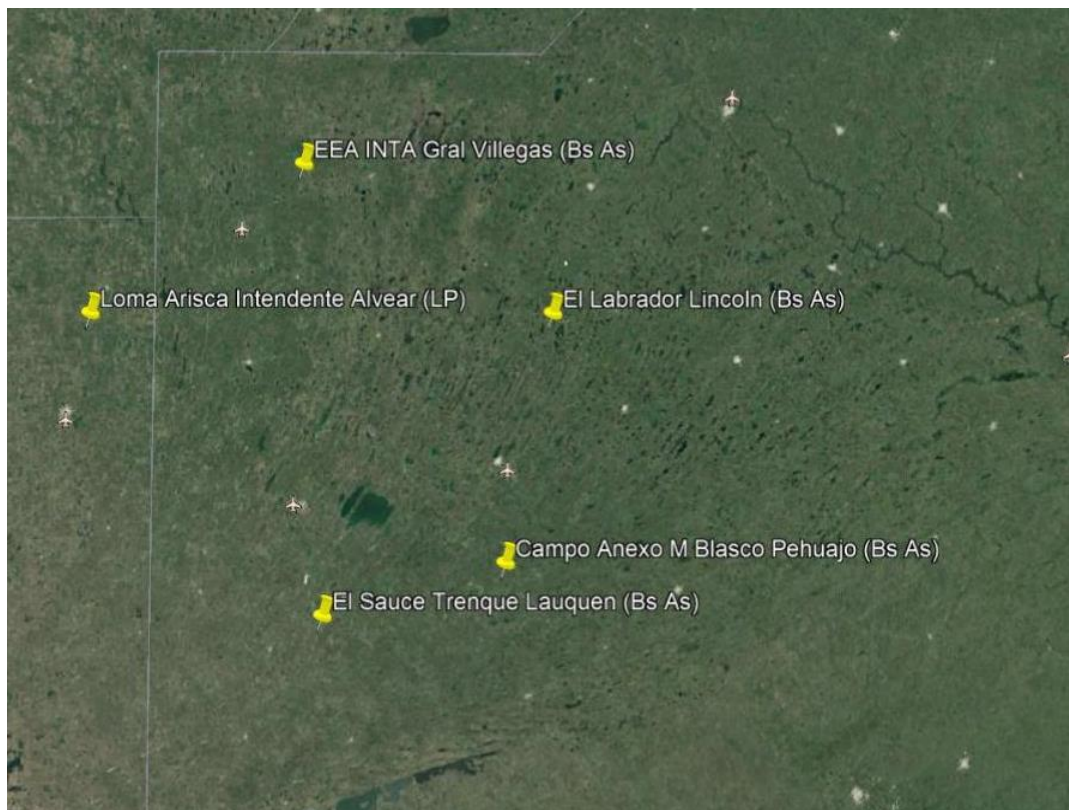 EEA INTA Gral Villegas (Bs As)
Loma Arisca Intendente Alvear (LP)
El Labrador Lincoln (Bs As)
Campo Anexo M Blasco Pehuajo (Bs As)
El Sauce Trenque Lauquen (Bs As)